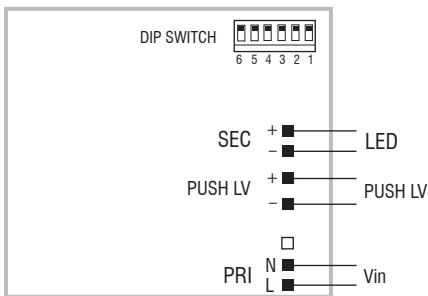 DIP SWITCH
6 5 4 3 2 1
SEC + LED
-
PUSH LV + PUSH LV
-
PRI N Vin
L